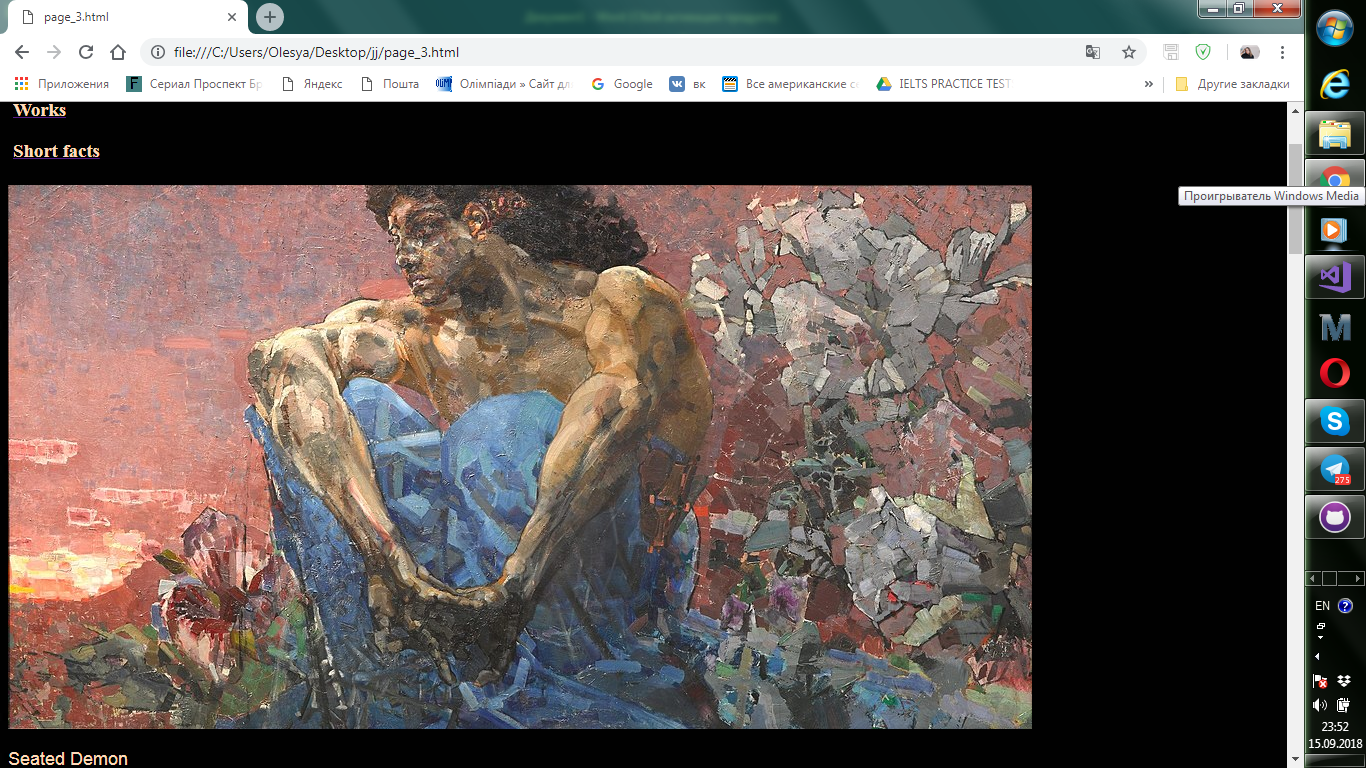 page_3.html
file:///C:/Users/Olesya/Desktop/jj/page_3.html
Приложения
Сериал Проспект Бр
Яндекс
Пошта
Олімпіади » Сайт дл
Google
вк
Все американские се
IELTS PRACTICE TEST
»
Другие закладки
Works
Short facts
Проигрыватель Windows Media
275
EN
23:52
15.09.2018
Seated Demon